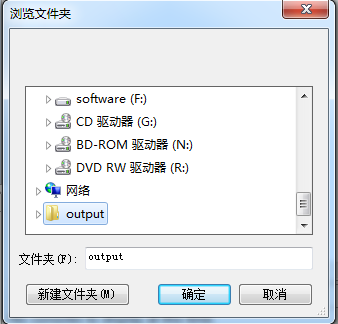 浏览文件夹
software (F:)
CD 驱动器 (G:)
BD-ROM 驱动器 (N:)
DVD RW 驱动器 (R:)
网络
output
文件夹(F): output
新建文件夹(M) 确定 取消